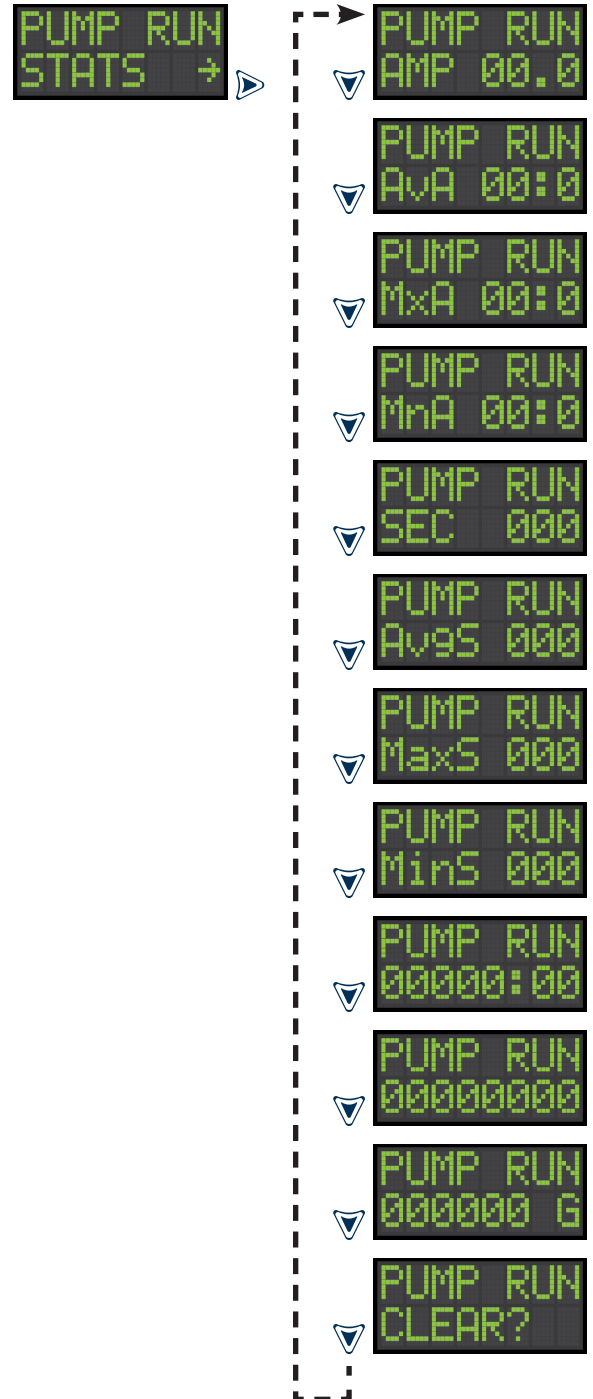 PUMP RUN
STATS →
PUMP RUN
AMP 00.0
PUMP RUN
AvA 00:0
PUMP RUN
MxA 00:0
PUMP RUN
MnA 00:0
PUMP RUN
SEC 000
PUMP RUN
AvgS 000
PUMP RUN
MaxS 000
PUMP RUN
MinS 000
PUMP RUN
00000:00
PUMP RUN
00000000
PUMP RUN
000000 G
PUMP RUN
CLEAR?